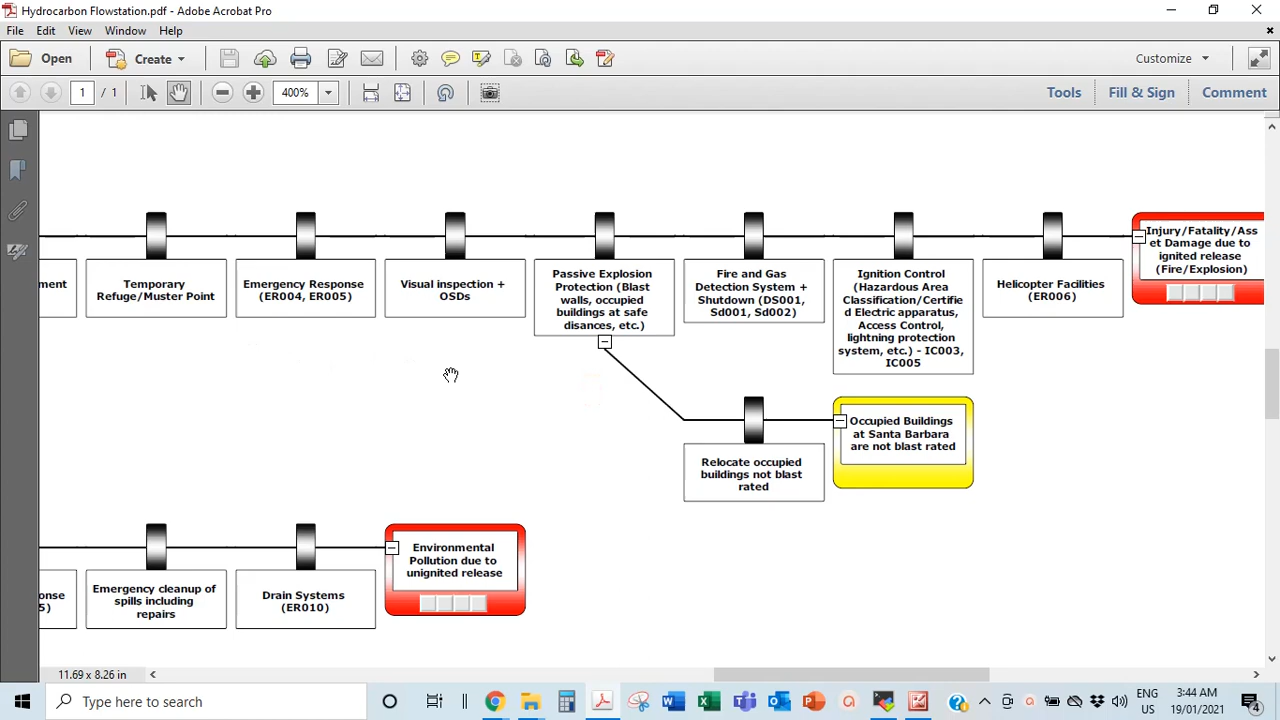 Hydrocarbon Flowstation.pdf - Adobe Acrobat Pro
File Edit View Window Help
Open Create Customize
1 / 1 400% Tools Fill & Sign Comment
ment
Temporary
Refuge/Muster Point
Emergency Response
(ER004, ER005)
Visual inspection +
OSDs
Passive Explosion
Protection (Blast
walls, occupied
buildings at safe
disances, etc.)
Fire and Gas
Detection System +
Shutdown (DS001,
Sd001, Sd002)
Ignition Control
(Hazardous Area
Classification/Certifie
d Electric apparatus,
Access Control,
lightning protection
system, etc.) - IC003,
IC005
Helicopter Facilities
(ER006)
Injury/Fatality/Ass
et Damage due to
ignited release
(Fire/Explosion)
Relocate occupied
buildings not blast
rated
Occupied Buildings
at Santa Barbara
are not blast rated
onse
5)
Emergency cleanup of
spills including
repairs
Drain Systems
(ER010)
Environmental
Pollution due to
unignited release
11.69 x 8.26 in
Type here to search
ENG
US
3:44 AM
19/01/2021
4